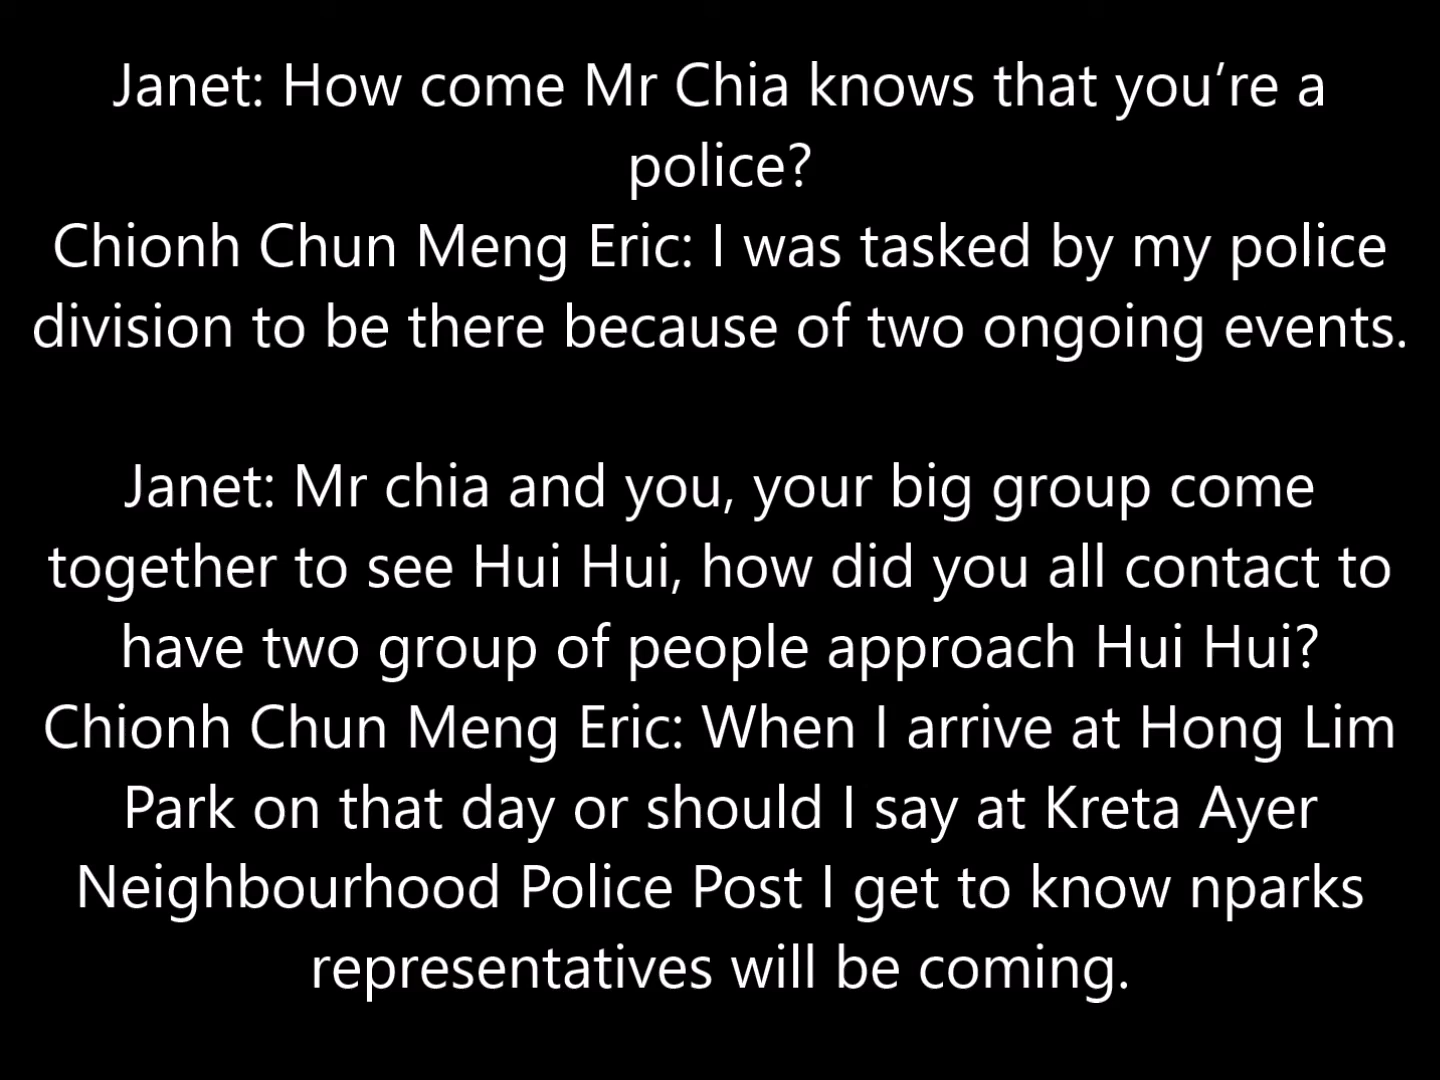 Janet: How come Mr Chia knows that you’re a
police?
Chionh Chun Meng Eric: I was tasked by my police
division to be there because of two ongoing events.
Janet: Mr chia and you, your big group come
together to see Hui Hui, how did you all contact to
have two group of people approach Hui Hui?
Chionh Chun Meng Eric: When I arrive at Hong Lim
Park on that day or should I say at Kreta Ayer
Neighbourhood Police Post I get to know nparks
representatives will be coming.